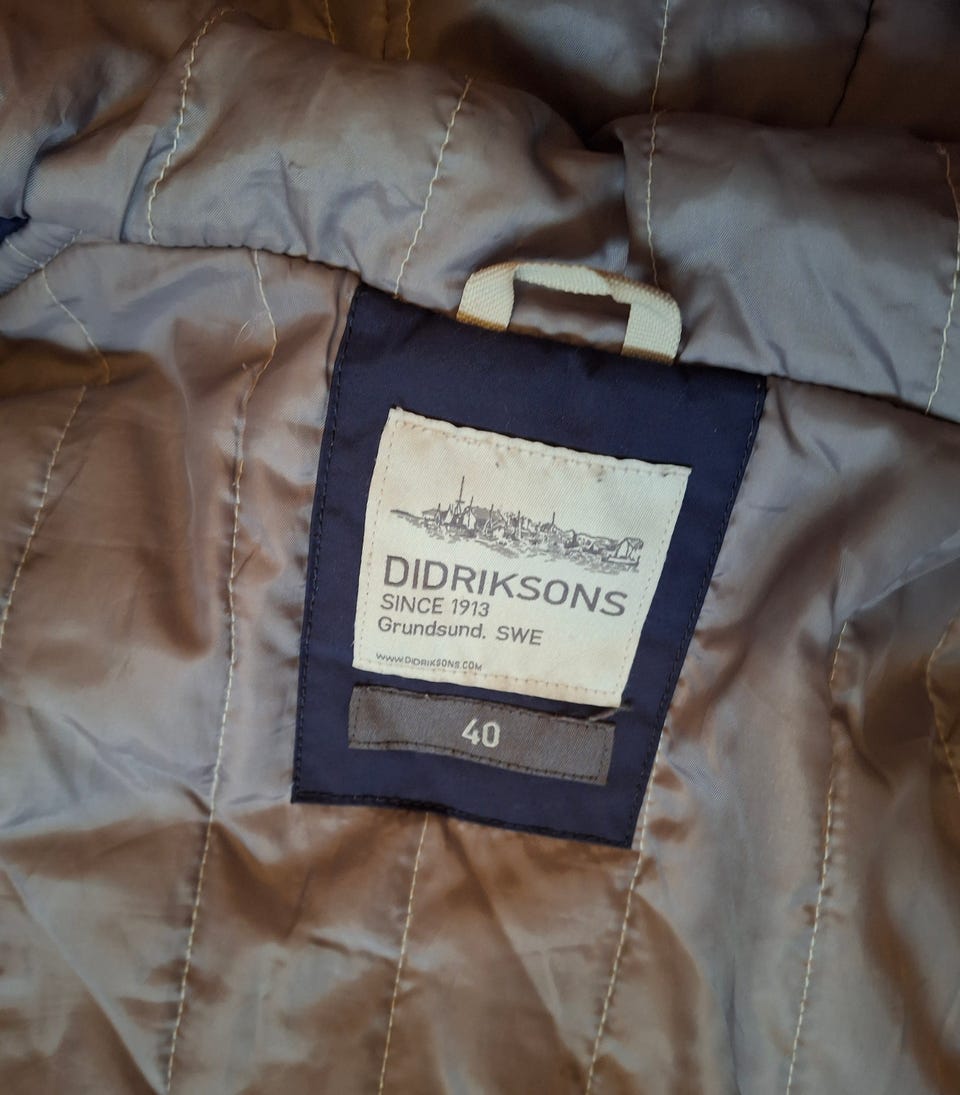 DIDRIKSONS
SINCE 1913
Grundsund. SWE
WWW.DIDRIKSONS.COM
40